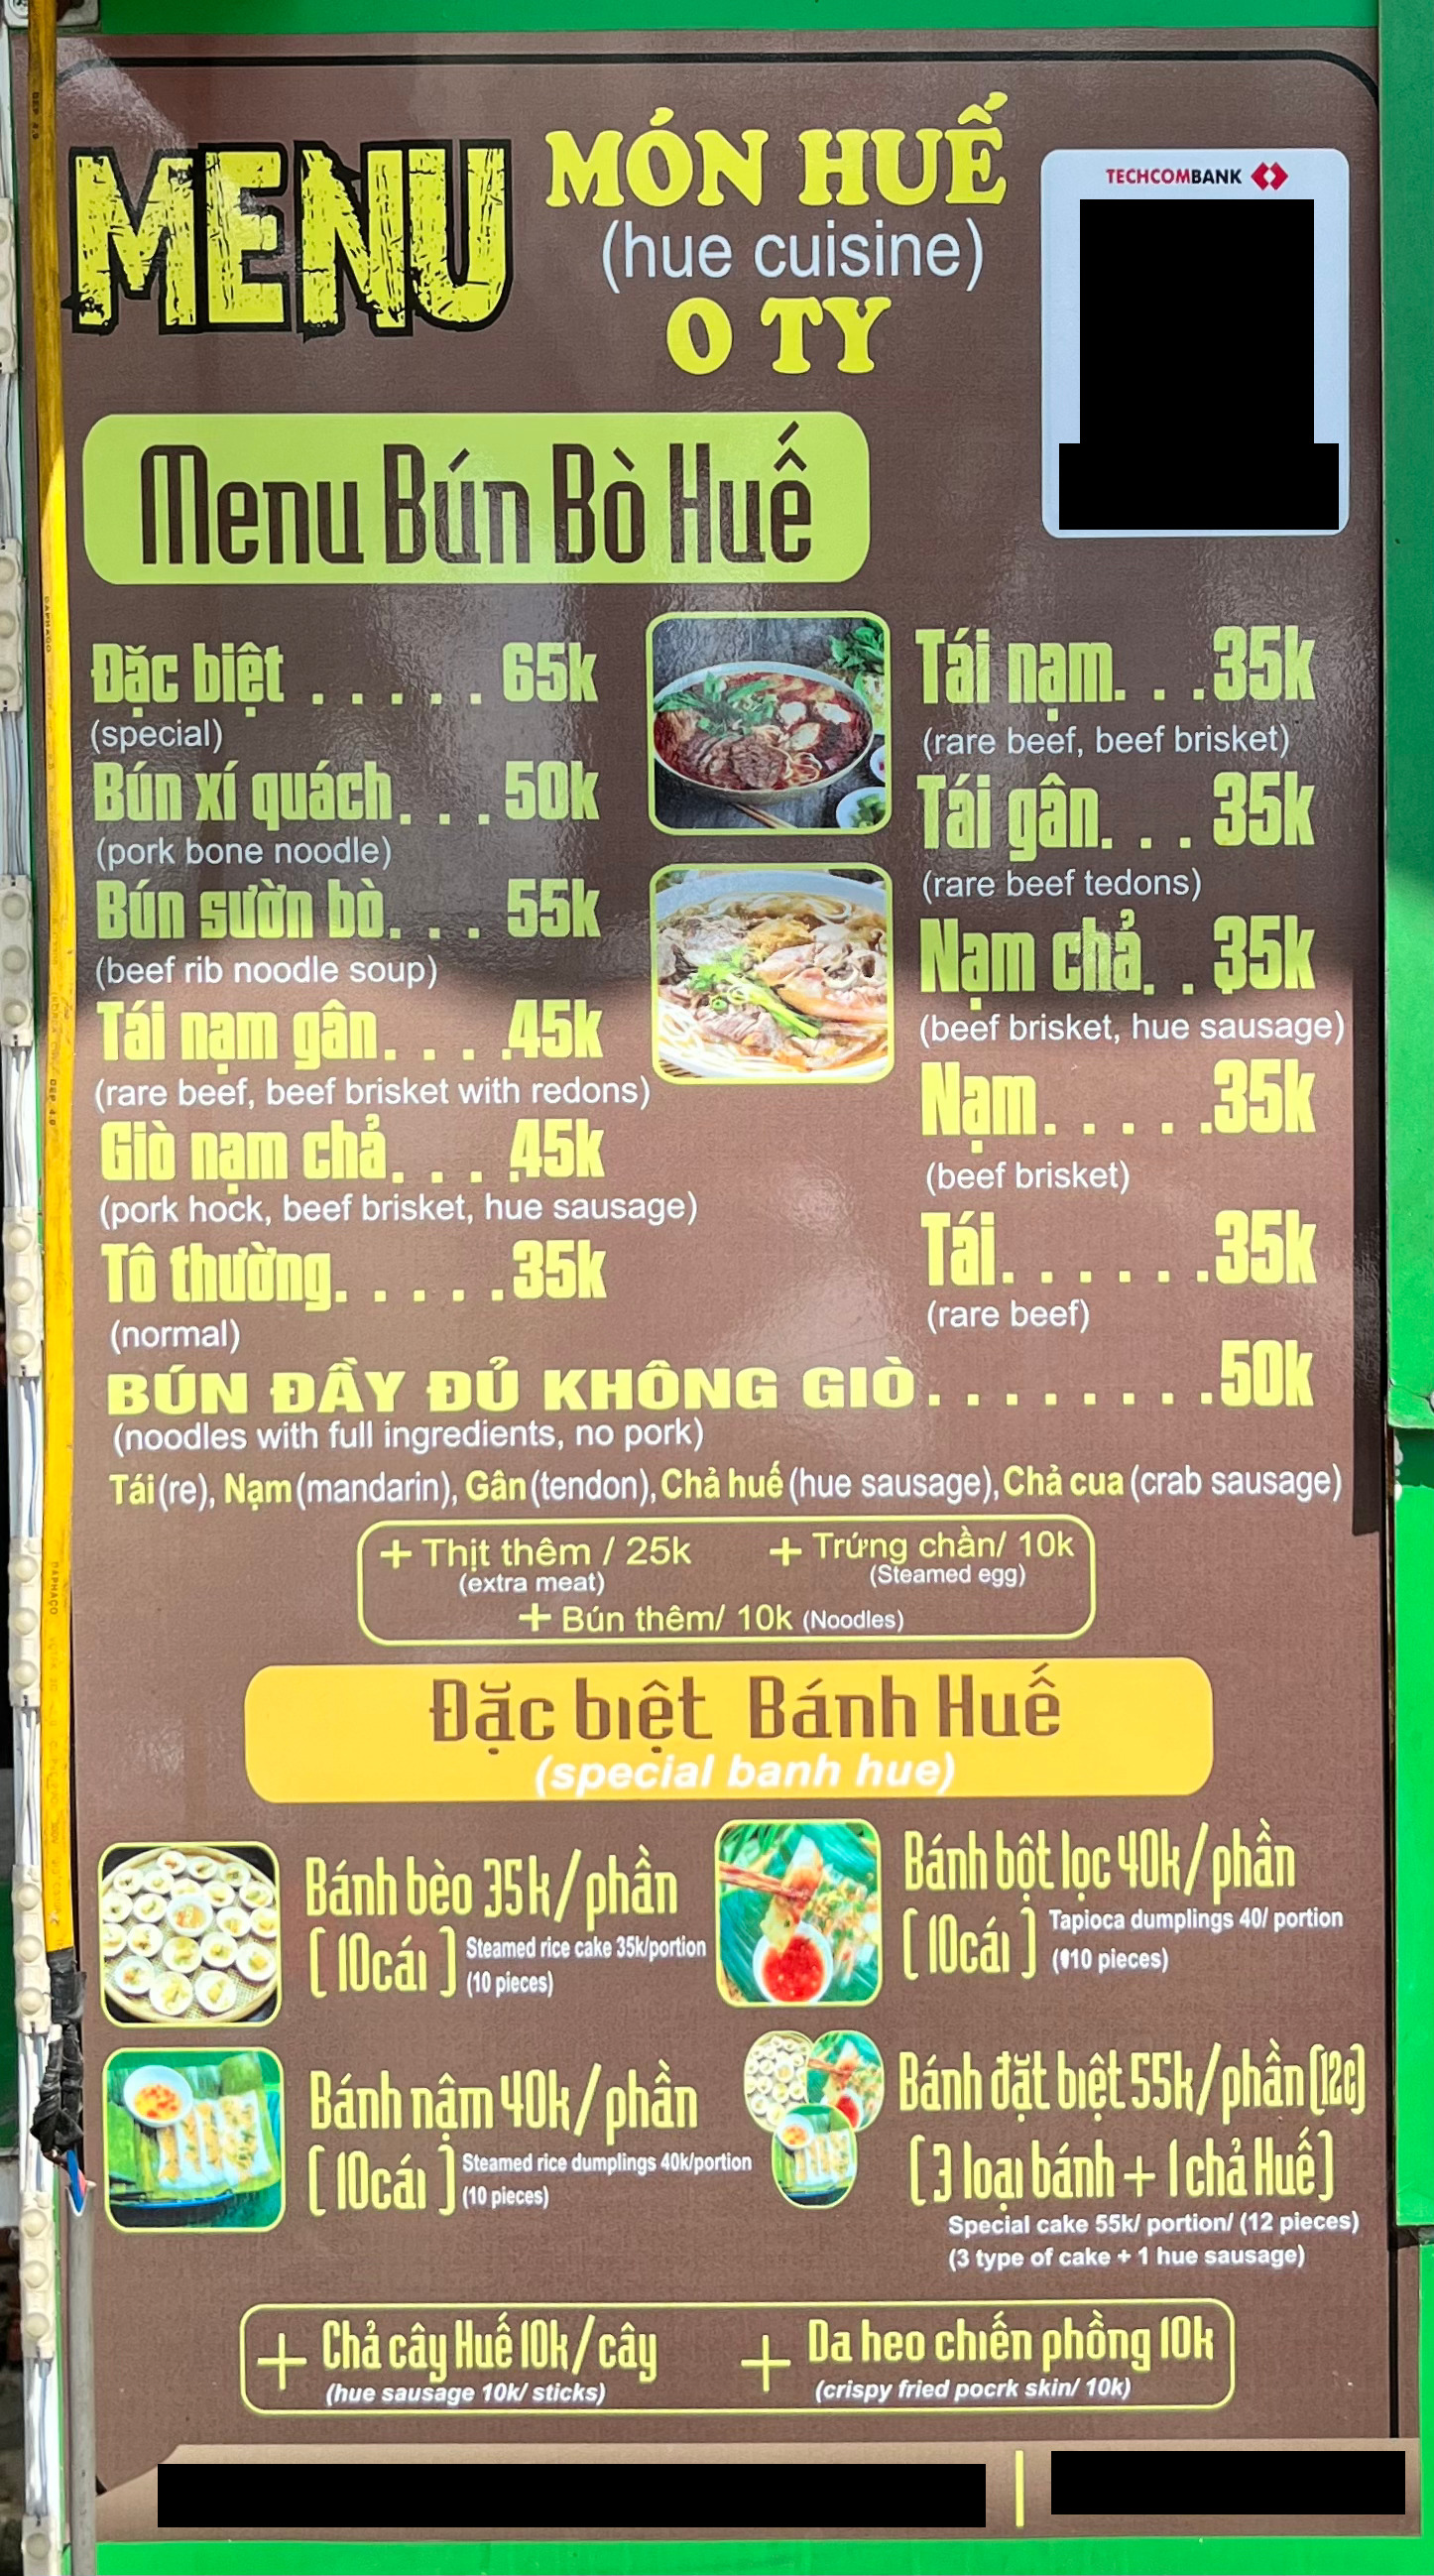 MENU
MÓN HUẾ
(hue cuisine)
O TY
TECHCOMBANK
Menu Bún Bò Huế
Đặc biệt . . . . . 65k
(special)
Bún xí quách. . . 50k
(pork bone noodle)
Bún sườn bò. . . 55k
(beef rib noodle soup)
Tái nạm gân. . . .45k
(rare beef, beef brisket with redons)
Giò nạm chả. . . .45k
(pork hock, beef brisket, hue sausage)
Tô thường. . . . .35k
(normal)
Tái nạm. . .35k
(rare beef, beef brisket)
Tái gân. . . 35k
(rare beef tedons)
Nạm chả. . .35k
(beef brisket, hue sausage)
Nạm. . . . .35k
(beef brisket)
Tái. . . . . .35k
(rare beef)
BÚN ĐẦY ĐỦ KHÔNG GIÒ. . . . . . . .50k
(noodles with full ingredients, no pork)
Tái(re), Nạm(mandarin), Gân(tendon), Chả huế (hue sausage), Chả cua (crab sausage)
+ Thịt thêm / 25k + Trứng chần/ 10k
(extra meat) (Steamed egg)
+ Bún thêm/ 10k (Noodles)
Đặc biệt Bánh Huế
(special banh hue)
Bánh bèo 35k/phần
(10cái) Steamed rice cake 35k/portion
(10 pieces)
Bánh bột lọc 40k/phần
(10cái) Tapioca dumplings 40/ portion
(10 pieces)
Bánh nậm 40k/phần
(10cái) Steamed rice dumplings 40k/portion
(10 pieces)
Bánh đặt biệt 55k/phần(12c)
(3 loại bánh + 1 chả Huế)
Special cake 55k/ portion/ (12 pieces)
(3 type of cake + 1 hue sausage)
+ Chả cây Huế 10k/cây + Da heo chiến phồng 10k
(hue sausage 10k/ sticks) (crispy fried pocrk skin/ 10k)